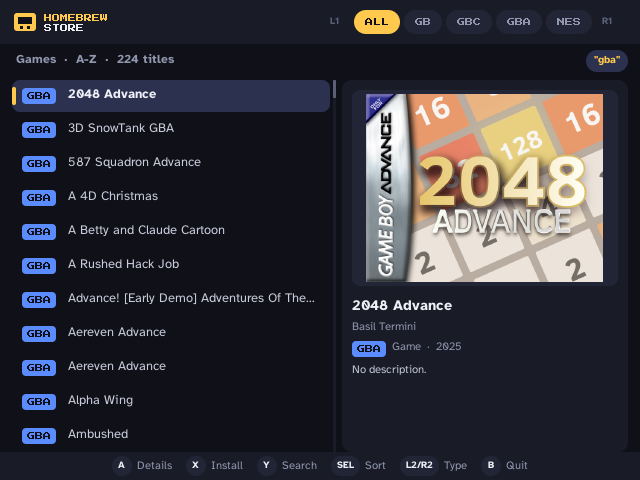 HOMEBREW
STORE
L1 ALL GB GBC GBA NES R1
Games · A-Z · 224 titles
"gba"
GBA 2048 Advance
GBA 3D SnowTank GBA
GBA 587 Squadron Advance
GBA A 4D Christmas
GBA A Betty and Claude Cartoon
GBA A Rushed Hack Job
GBA Advance! [Early Demo] Adventures Of The...
GBA Aereven Advance
GBA Aereven Advance
GBA Alpha Wing
GBA Ambushed
GAME BOY ADVANCE
16
16
128
2048
ADVANCE
2
2
2
2048 Advance
Basil Termini
GBA Game · 2025
No description.
A Details X Install Y Search SEL Sort L2/R2 Type B Quit